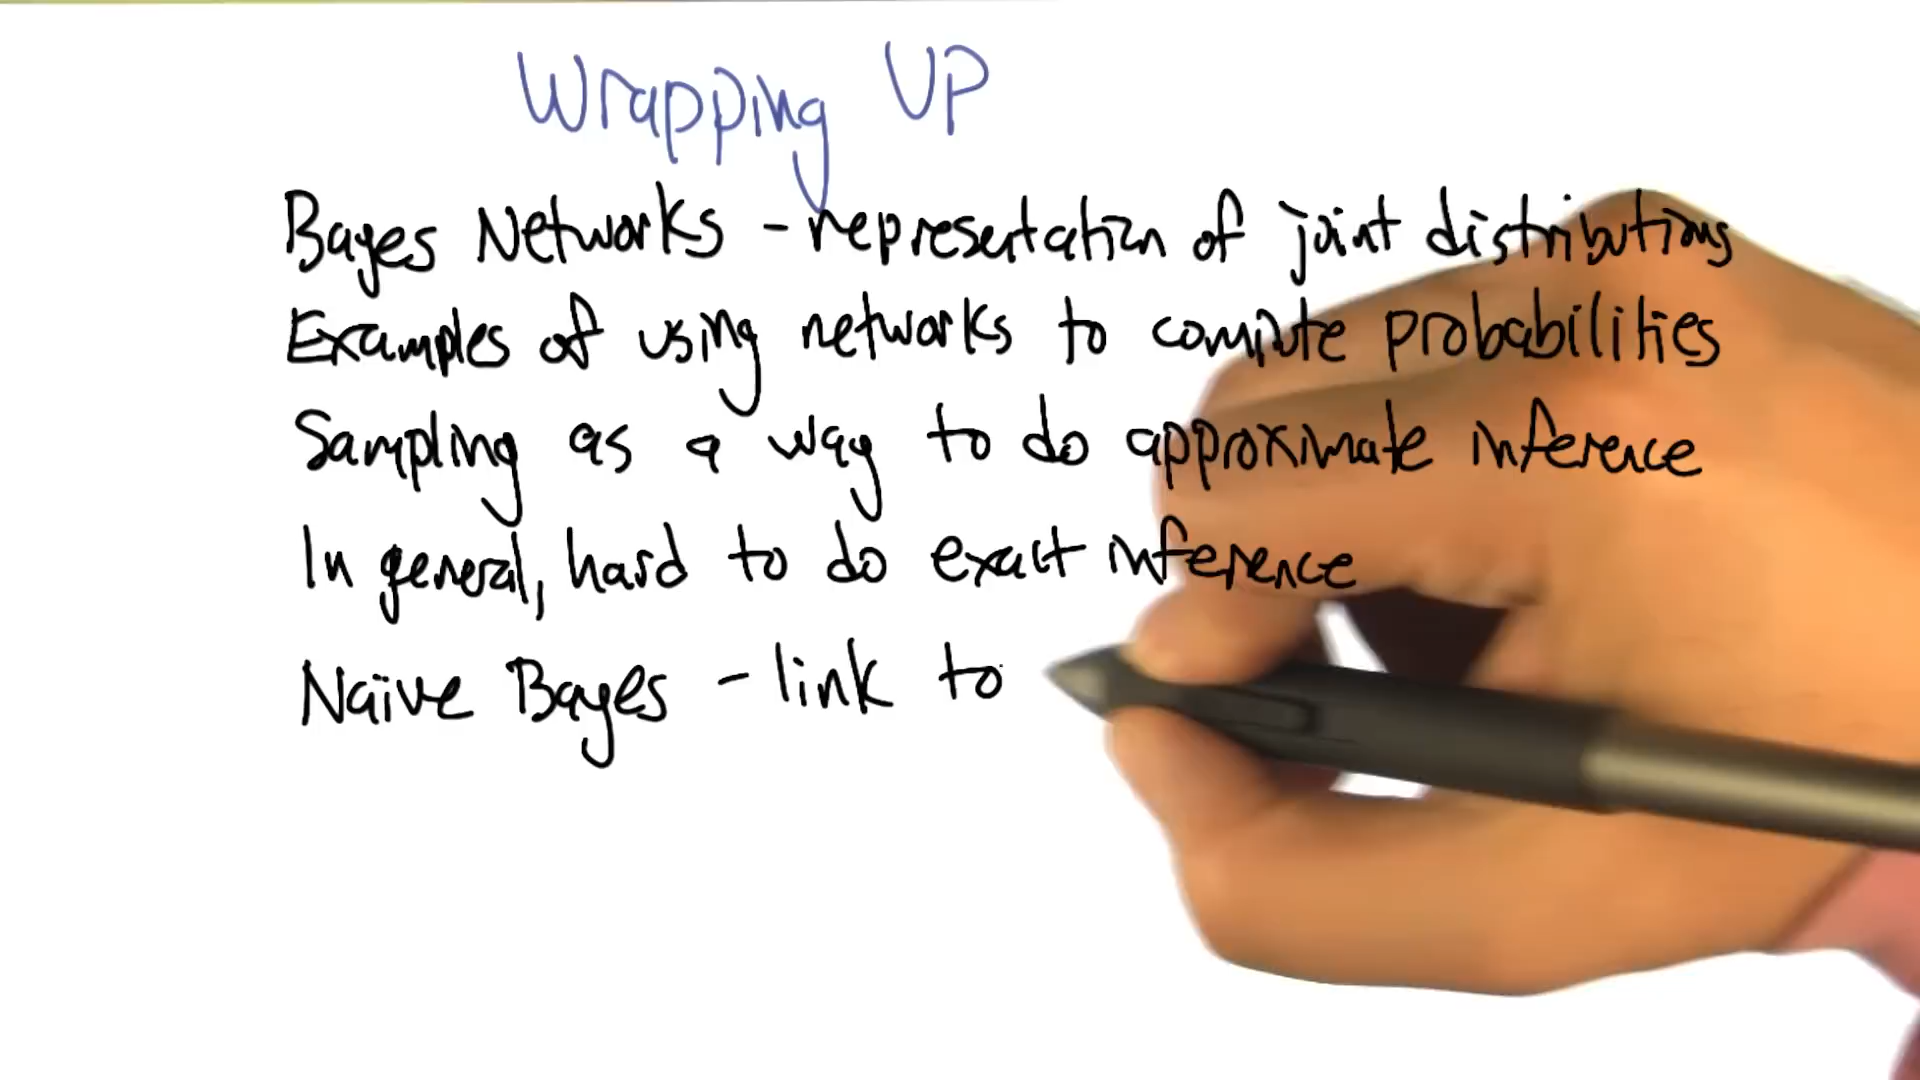 Wrapping UP
Bayes Networks - representation of joint distributions
Examples of using networks to compute probabilities
Sampling as a way to do approximate inference
In general, hard to do exact inference
Naïve Bayes - link to